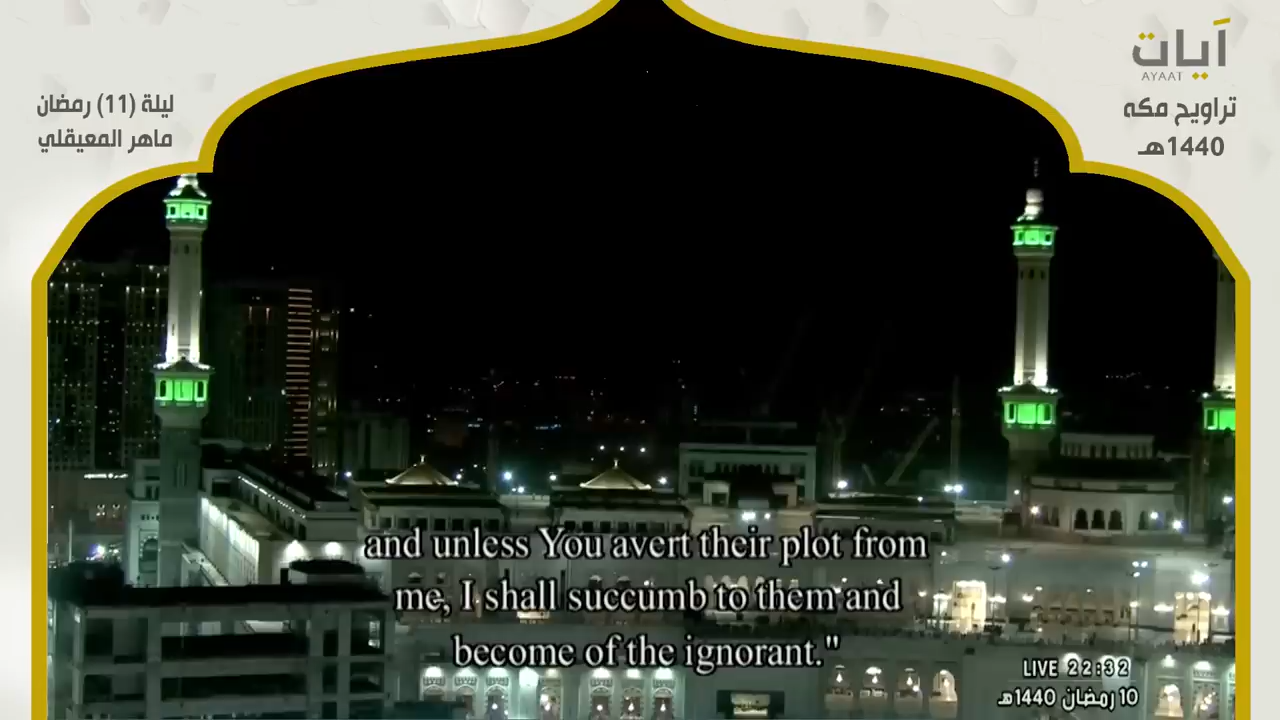 آيات
AYAAT
تراويح مكه
1440هـ
ليلة (11) رمضان
ماهر المعيقلي
and unless You avert their plot from
me, I shall succumb to them and
become of the ignorant."
LIVE 22:32
10 رمضان 1440هـ